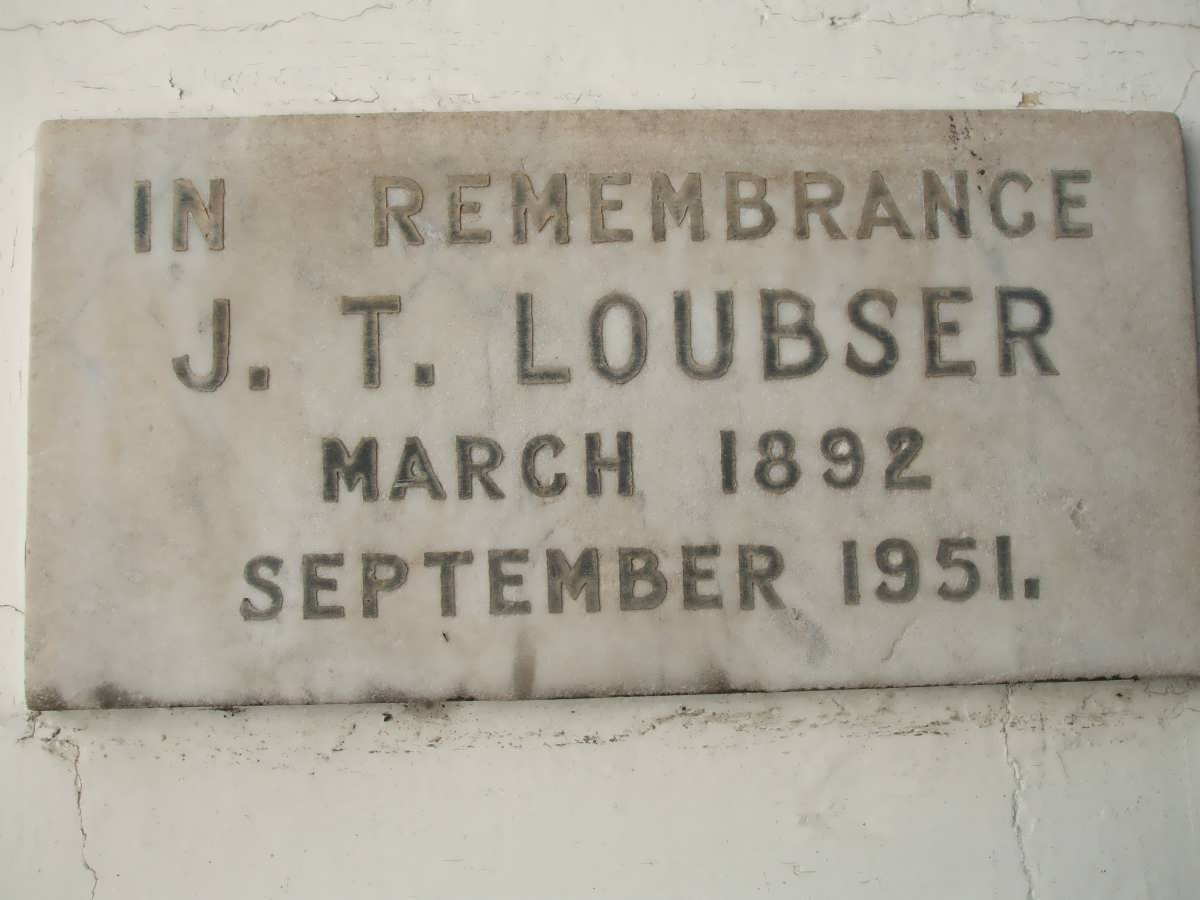 IN REMEMBRANCE
J. T. LOUBSER
MARCH 1892
SEPTEMBER 1951.